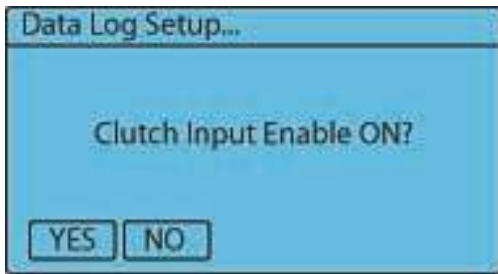 Data Log Setup...
Clutch Input Enable ON?
YES NO